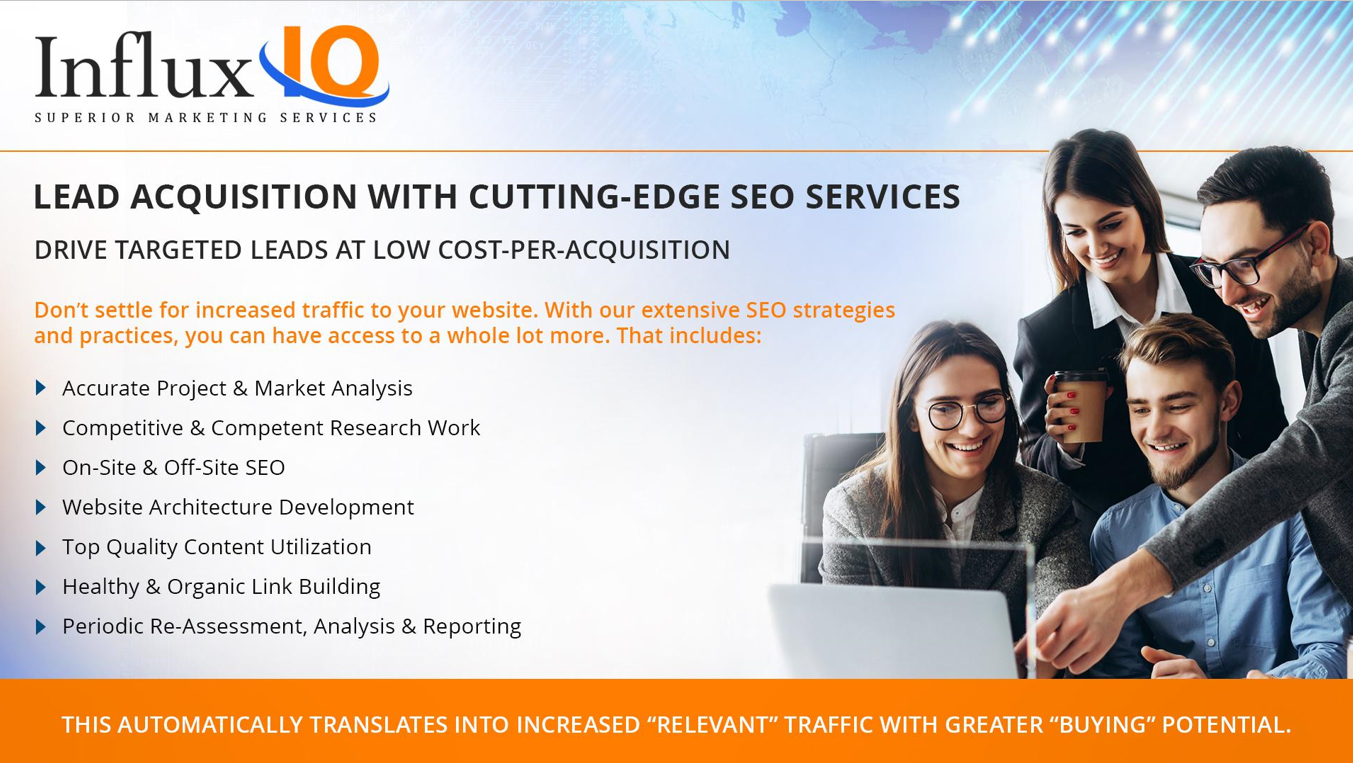 Influx IQ
SUPERIOR MARKETING SERVICES
LEAD ACQUISITION WITH CUTTING-EDGE SEO SERVICES
DRIVE TARGETED LEADS AT LOW COST-PER-ACQUISITION
Don’t settle for increased traffic to your website. With our extensive SEO strategies
and practices, you can have access to a whole lot more. That includes:
Accurate Project & Market Analysis
Competitive & Competent Research Work
On-Site & Off-Site SEO
Website Architecture Development
Top Quality Content Utilization
Healthy & Organic Link Building
Periodic Re-Assessment, Analysis & Reporting
THIS AUTOMATICALLY TRANSLATES INTO INCREASED “RELEVANT” TRAFFIC WITH GREATER “BUYING” POTENTIAL.